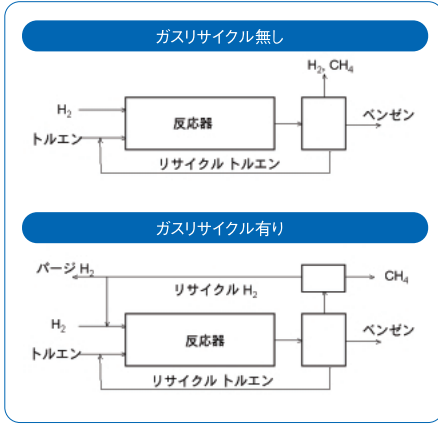 ガスリサイクル無し
H₂, CH₄
H₂
反応器
ベンゼン
トルエン
リサイクル トルエン
ガスリサイクル有り
パージ H₂
リサイクル H₂
CH₄
H₂
反応器
ベンゼン
トルエン
リサイクル トルエン